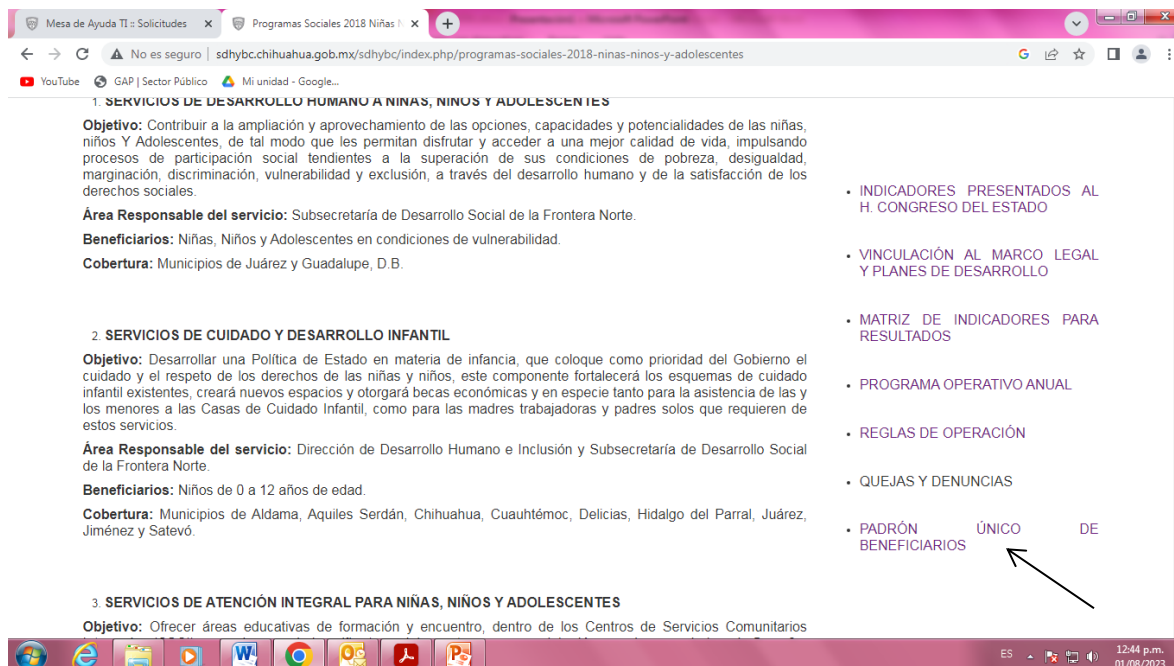 Mesa de Ayuda TI :: Solicitudes
Programas Sociales 2018 Niñas
No es seguro
sdhybc.chihuahua.gob.mx/sdhybc/index.php/programas-sociales-2018-ninas-ninos-y-adolescentes
YouTube
GAP | Sector Público
Mi unidad - Google...
1. SERVICIOS DE DESARROLLO HUMANO A NIÑAS, NIÑOS Y ADOLESCENTES
Objetivo: Contribuir a la ampliación y aprovechamiento de las opciones, capacidades y potencialidades de las niñas,
niños Y Adolescentes, de tal modo que les permitan disfrutar y acceder a una mejor calidad de vida, impulsando
procesos de participación social tendientes a la superación de sus condiciones de pobreza, desigualdad,
marginación, discriminación, vulnerabilidad y exclusión, a través del desarrollo humano y de la satisfacción de los
derechos sociales.
Área Responsable del servicio: Subsecretaría de Desarrollo Social de la Frontera Norte.
Beneficiarios: Niñas, Niños y Adolescentes en condiciones de vulnerabilidad.
Cobertura: Municipios de Juárez y Guadalupe, D.B.
2. SERVICIOS DE CUIDADO Y DESARROLLO INFANTIL
Objetivo: Desarrollar una Política de Estado en materia de infancia, que coloque como prioridad del Gobierno el
cuidado y el respeto de los derechos de las niñas y niños, este componente fortalecerá los esquemas de cuidado
infantil existentes, creará nuevos espacios y otorgará becas económicas y en especie tanto para la asistencia de las y
los menores a las Casas de Cuidado Infantil, como para las madres trabajadoras y padres solos que requieren de
estos servicios.
Área Responsable del servicio: Dirección de Desarrollo Humano e Inclusión y Subsecretaría de Desarrollo Social
de la Frontera Norte.
Beneficiarios: Niños de 0 a 12 años de edad.
Cobertura: Municipios de Aldama, Aquiles Serdán, Chihuahua, Cuauhtémoc, Delicias, Hidalgo del Parral, Juárez,
Jiménez y Satevó.
3. SERVICIOS DE ATENCIÓN INTEGRAL PARA NIÑAS, NIÑOS Y ADOLESCENTES
Objetivo: Ofrecer áreas educativas de formación y encuentro, dentro de los Centros de Servicios Comunitarios
• INDICADORES PRESENTADOS AL
H. CONGRESO DEL ESTADO
• VINCULACIÓN AL MARCO LEGAL
Y PLANES DE DESARROLLO
• MATRIZ DE INDICADORES PARA
RESULTADOS
• PROGRAMA OPERATIVO ANUAL
• REGLAS DE OPERACIÓN
• QUEJAS Y DENUNCIAS
• PADRÓN ÚNICO DE
BENEFICIARIOS
ES
12:44 p.m.